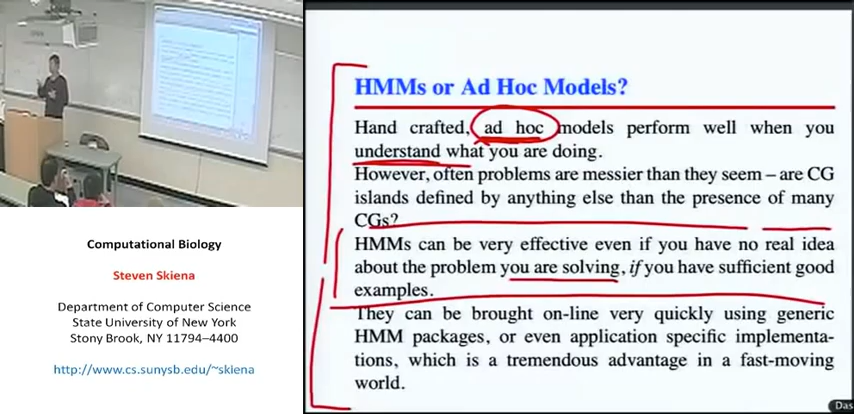 Computational Biology
Steven Skiena
Department of Computer Science
State University of New York
Stony Brook, NY 11794–4400
http://www.cs.sunysb.edu/~skiena
HMMs or Ad Hoc Models?
Hand crafted, ad hoc models perform well when you
understand what you are doing.
However, often problems are messier than they seem – are CG
islands defined by anything else than the presence of many
CGs?
HMMs can be very effective even if you have no real idea
about the problem you are solving, if you have sufficient good
examples.
They can be brought on-line very quickly using generic
HMM packages, or even application specific implementa-
tions, which is a tremendous advantage in a fast-moving
world.
Das